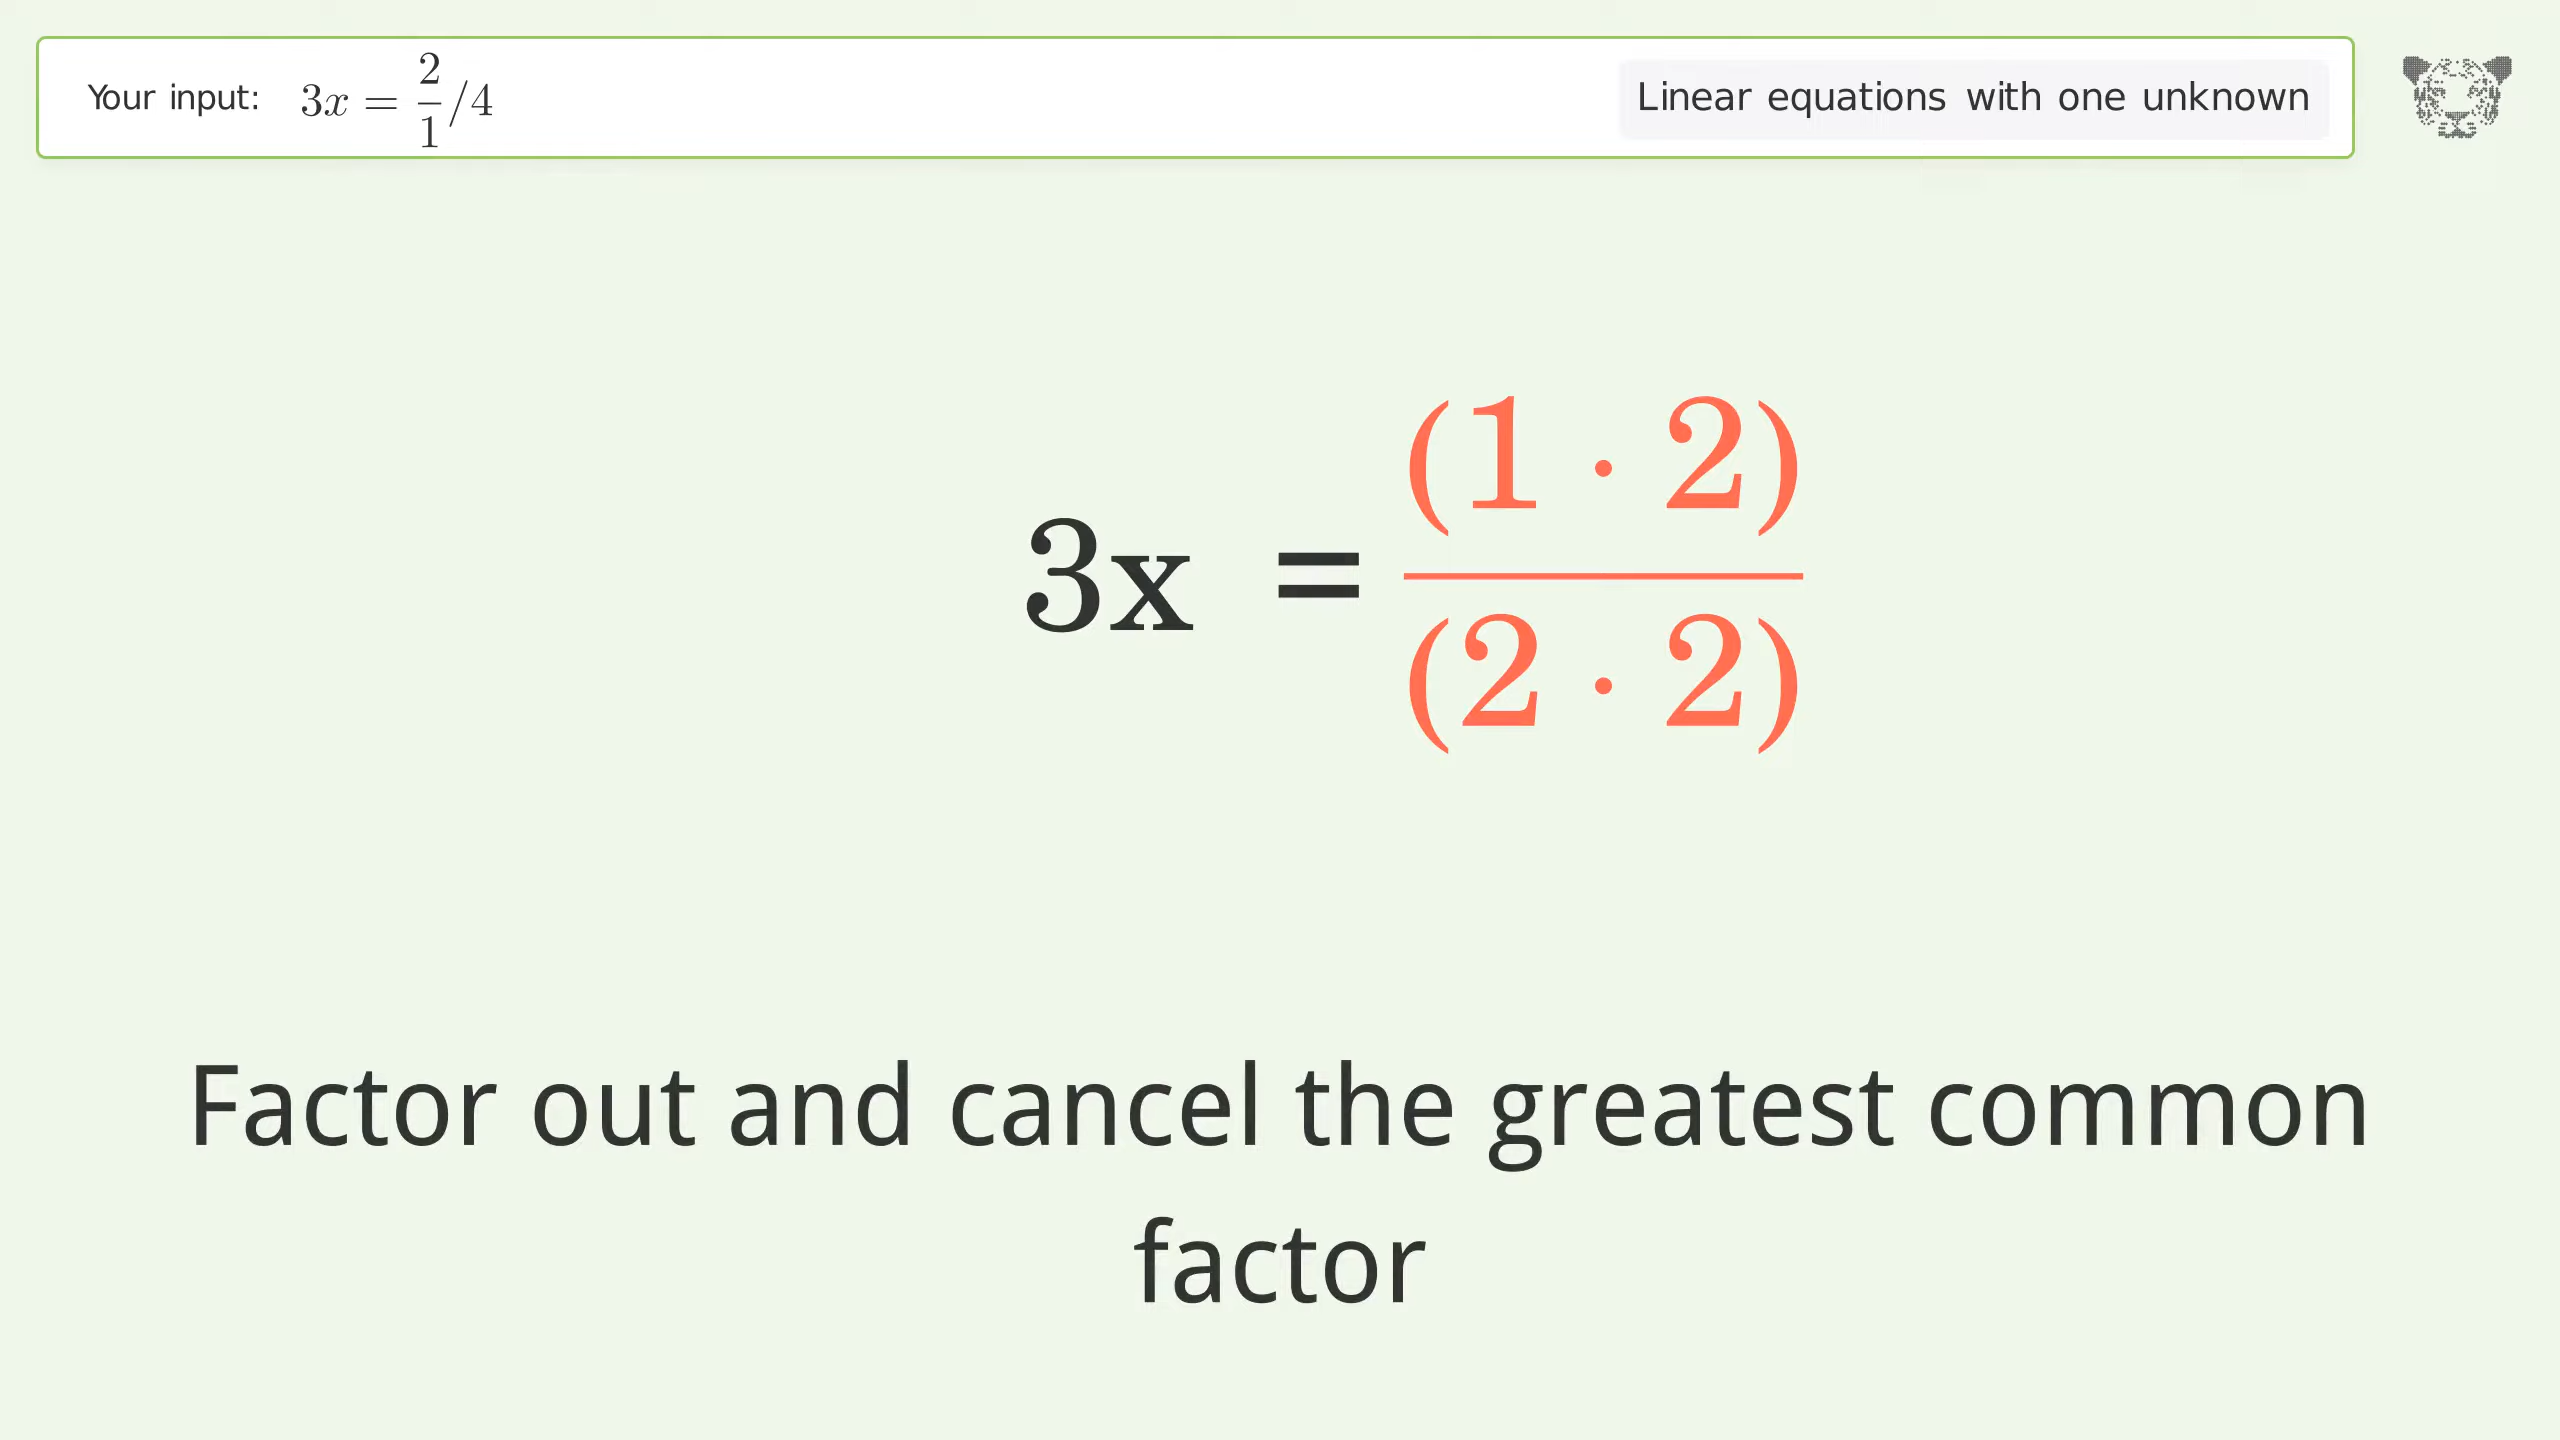 Your input: 3x = 2/1 /4
Linear equations with one unknown
3x = (1 · 2)/(2 · 2)
Factor out and cancel the greatest common
factor